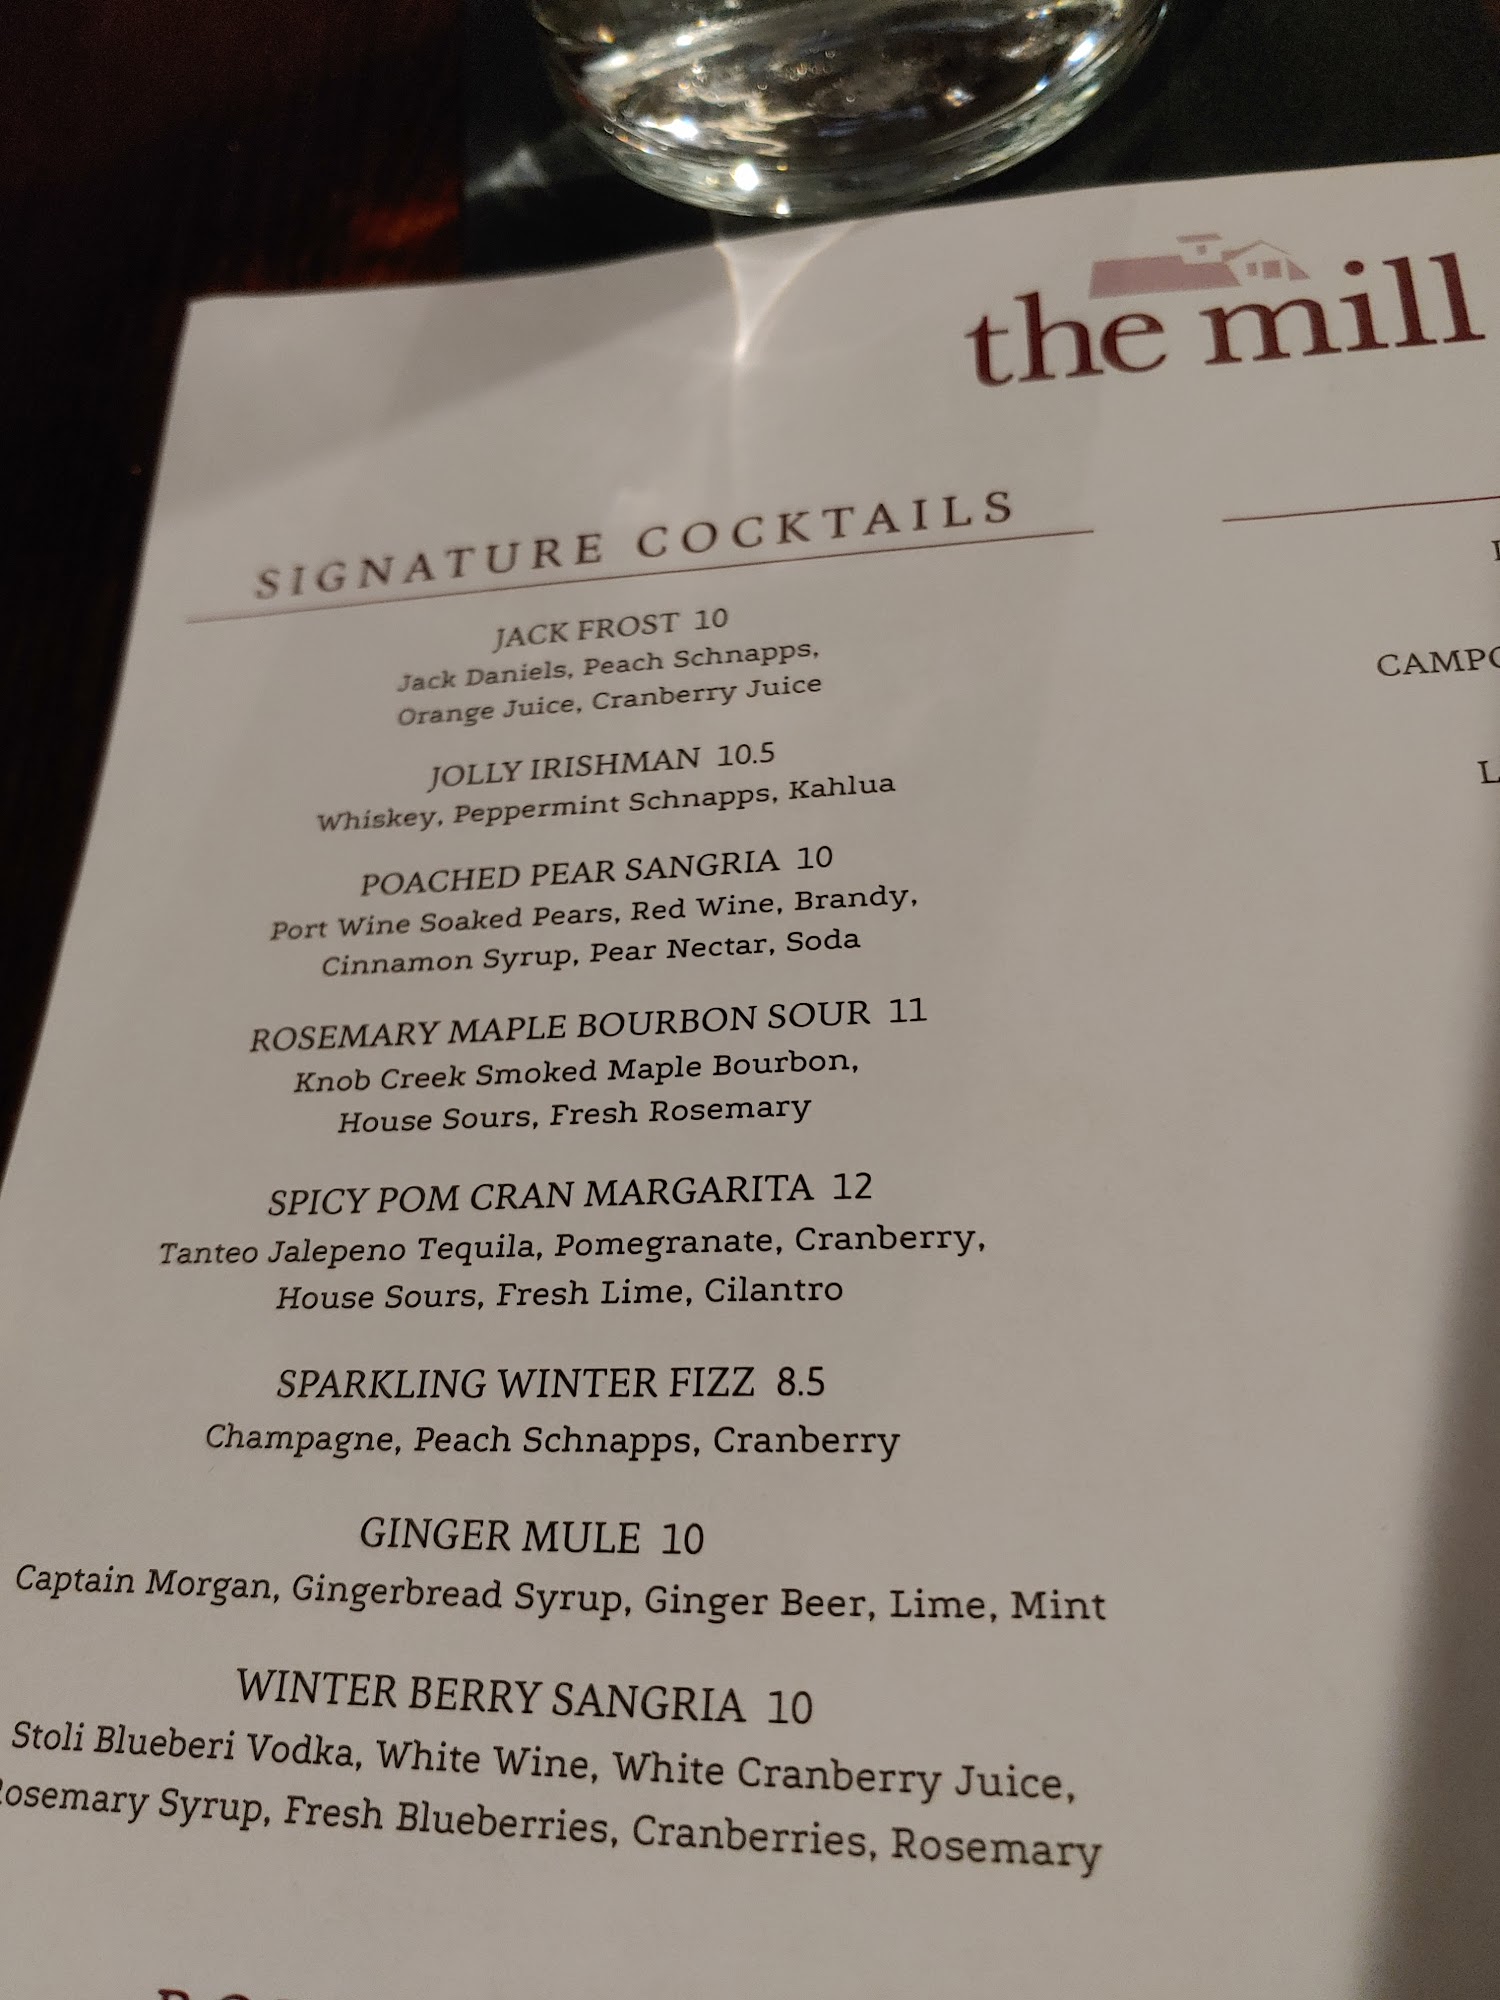 the mill
SIGNATURE COCKTAILS
JACK FROST 10
Jack Daniels, Peach Schnapps,
Orange Juice, Cranberry Juice
JOLLY IRISHMAN 10.5
Whiskey, Peppermint Schnapps, Kahlua
POACHED PEAR SANGRIA 10
Port Wine Soaked Pears, Red Wine, Brandy,
Cinnamon Syrup, Pear Nectar, Soda
ROSEMARY MAPLE BOURBON SOUR 11
Knob Creek Smoked Maple Bourbon,
House Sours, Fresh Rosemary
SPICY POM CRAN MARGARITA 12
Tanteo Jalepeno Tequila, Pomegranate, Cranberry,
House Sours, Fresh Lime, Cilantro
SPARKLING WINTER FIZZ 8.5
Champagne, Peach Schnapps, Cranberry
GINGER MULE 10
Captain Morgan, Gingerbread Syrup, Ginger Beer, Lime, Mint
WINTER BERRY SANGRIA 10
Stoli Blueberi Vodka, White Wine, White Cranberry Juice,
osemary Syrup, Fresh Blueberries, Cranberries, Rosemary